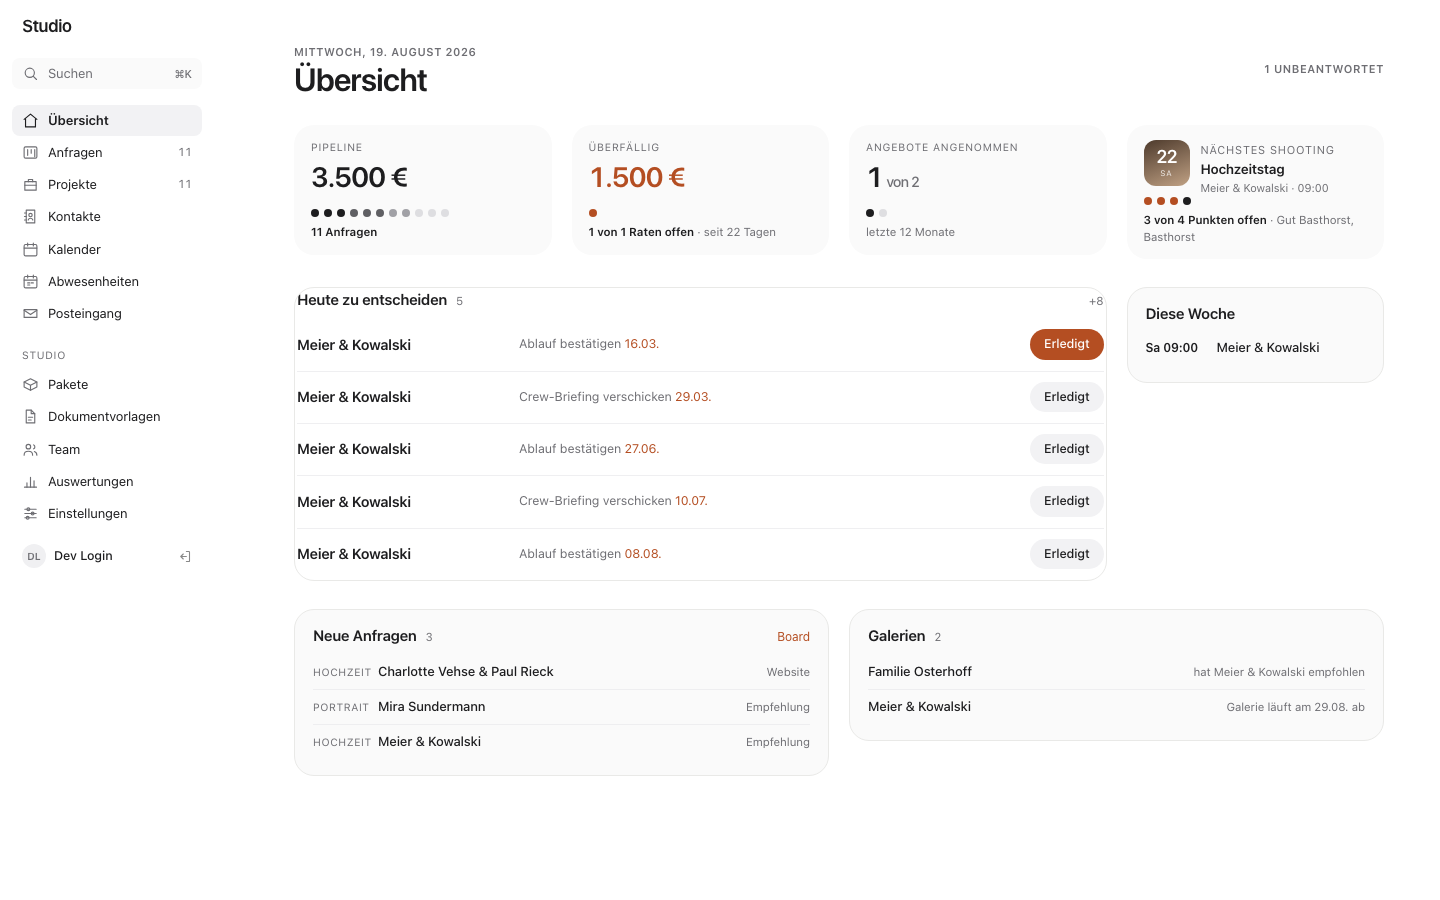 Studio
Suchen ⌘K
Übersicht
Anfragen 11
Projekte 11
Kontakte
Kalender
Abwesenheiten
Posteingang
STUDIO
Pakete
Dokumentvorlagen
Team
Auswertungen
Einstellungen
DL Dev Login
MITTWOCH, 19. AUGUST 2026
Übersicht
1 UNBEANTWORTET
PIPELINE
3.500 €
11 Anfragen
ÜBERFÄLLIG
1.500 €
1 von 1 Raten offen · seit 22 Tagen
ANGEBOTE ANGENOMMEN
1 von 2
letzte 12 Monate
22
SA
NÄCHSTES SHOOTING
Hochzeitstag
Meier & Kowalski · 09:00
3 von 4 Punkten offen · Gut Basthorst,
Basthorst
Heute zu entscheiden 5 +8
Meier & Kowalski Ablauf bestätigen 16.03. Erledigt
Meier & Kowalski Crew-Briefing verschicken 29.03. Erledigt
Meier & Kowalski Ablauf bestätigen 27.06. Erledigt
Meier & Kowalski Crew-Briefing verschicken 10.07. Erledigt
Meier & Kowalski Ablauf bestätigen 08.08. Erledigt
Diese Woche
Sa 09:00 Meier & Kowalski
Neue Anfragen 3 Board
HOCHZEIT Charlotte Vehse & Paul Rieck Website
PORTRAIT Mira Sundermann Empfehlung
HOCHZEIT Meier & Kowalski Empfehlung
Galerien 2
Familie Osterhoff hat Meier & Kowalski empfohlen
Meier & Kowalski Galerie läuft am 29.08. ab